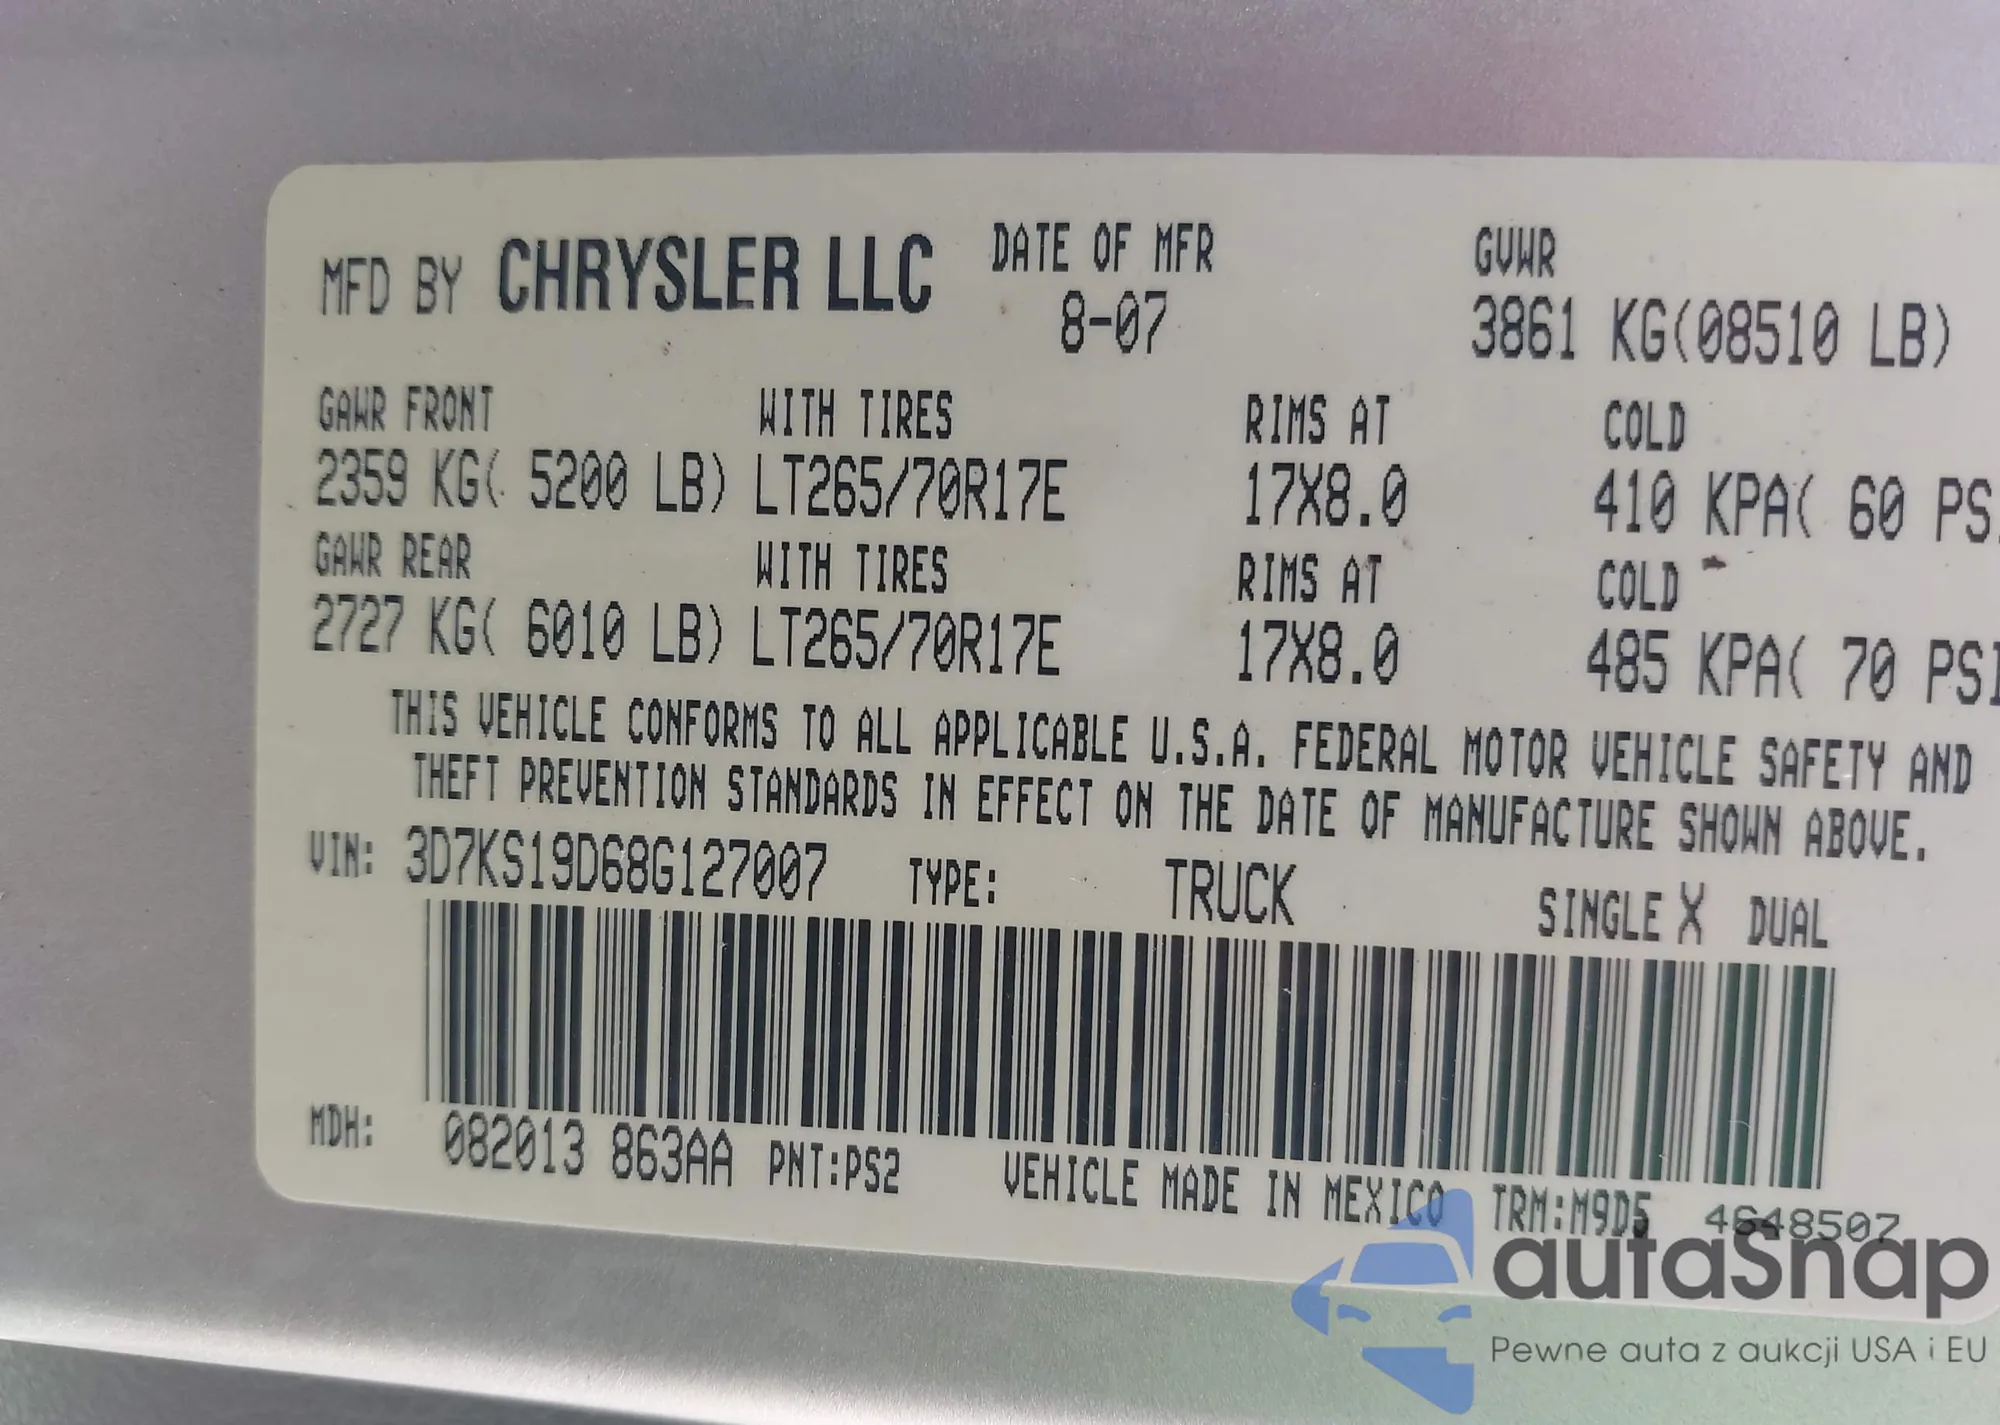 MFD BY CHRYSLER LLC DATE OF MFR GVWR
8-07 3861 KG(08510 LB)
GAWR FRONT WITH TIRES RIMS AT COLD
2359 KG( 5200 LB) LT265/70R17E 17X8.0 410 KPA( 60 PS
GAWR REAR WITH TIRES RIMS AT COLD
2727 KG( 6010 LB) LT265/70R17E 17X8.0 485 KPA( 70 PSI
THIS VEHICLE CONFORMS TO ALL APPLICABLE U.S.A. FEDERAL MOTOR VEHICLE SAFETY AND
THEFT PREVENTION STANDARDS IN EFFECT ON THE DATE OF MANUFACTURE SHOWN ABOVE.
VIN: 3D7KS19D68G127007 TYPE: TRUCK SINGLE X DUAL
MDH: 082013 863AA PNT:PS2 VEHICLE MADE IN MEXICO TRM:M9D5 4648507
autaSnap
Pewne auta z aukcji USA i EU